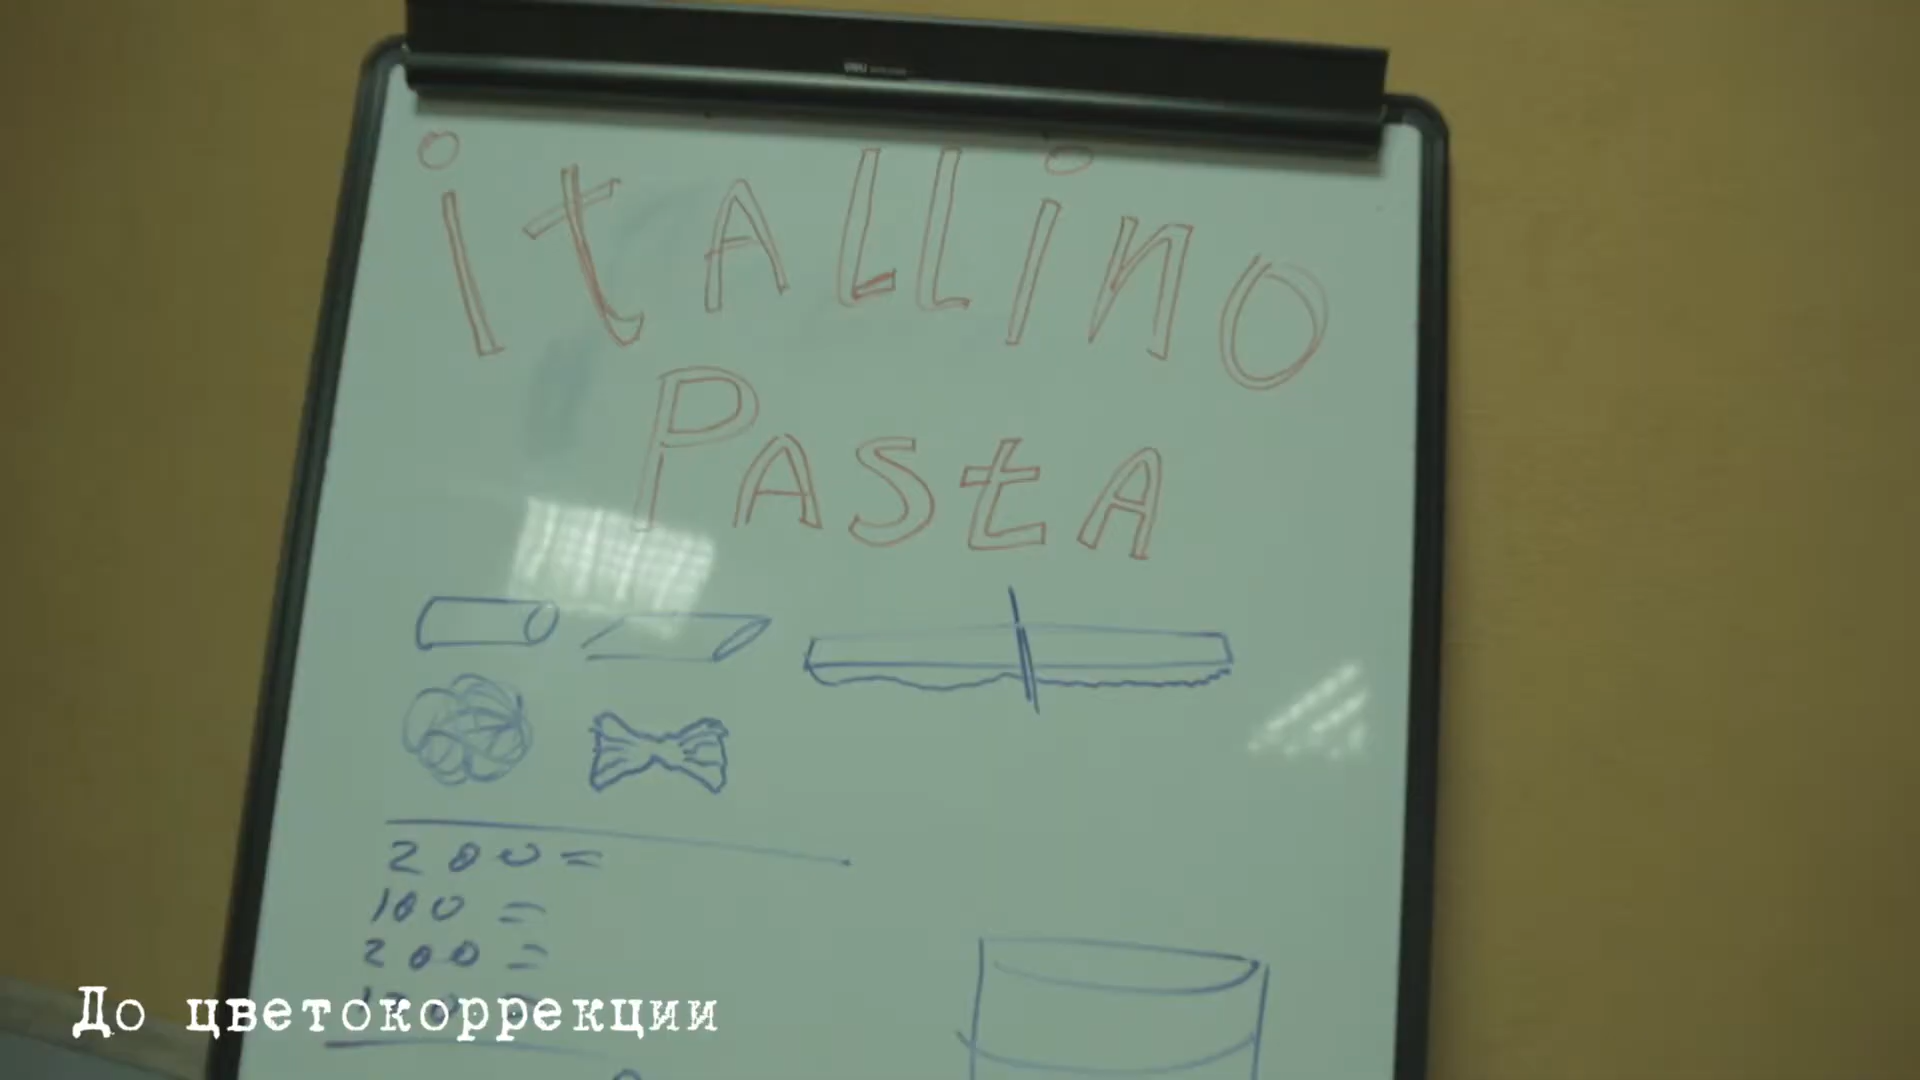 itALLinO
PAStA
200 =
100 =
200 =
До цветокоррекции